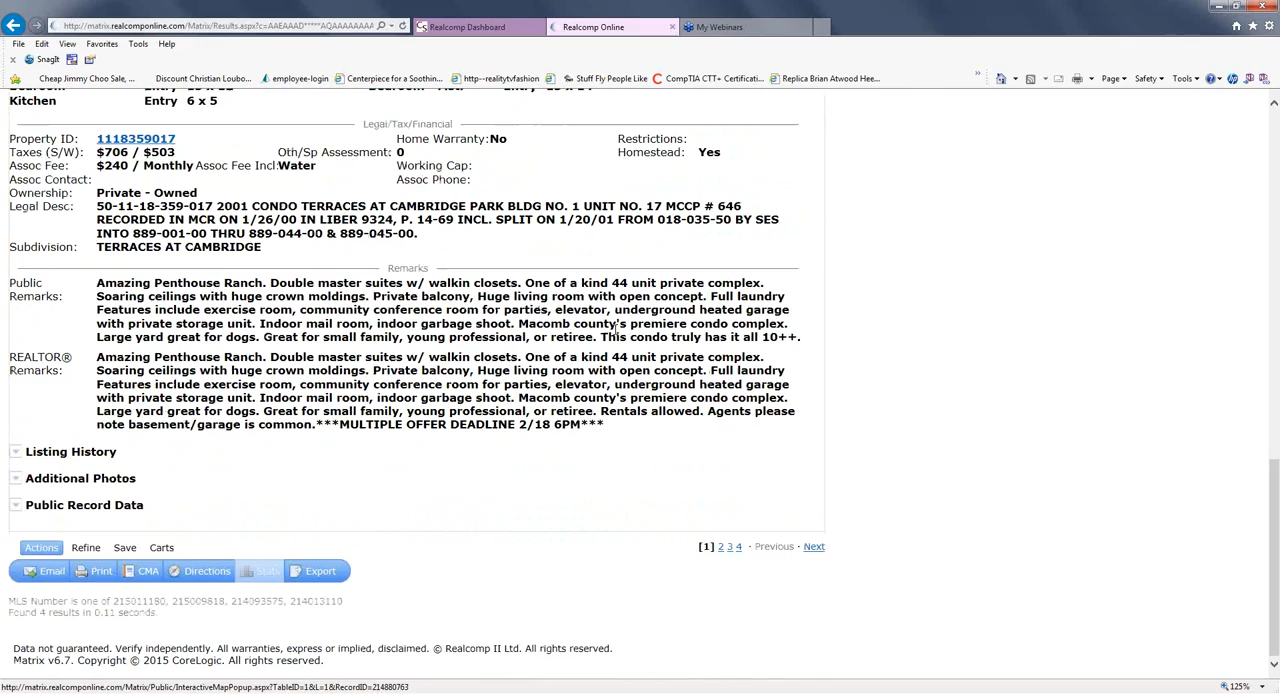 http://matrix.realcomponline.com/Matrix/Results.aspx?c=AAEAAAD*****AQAAAAAAAA
Realcomp Dashboard
Realcomp Online
My Webinars
File Edit View Favorites Tools Help
SnagIt
Cheap Jimmy Choo Sale, ...
Discount Christian Loubo...
employee-login
Centerpiece for a Soothin...
http--realitytvfashion
Stuff Fly People Like
CompTIA CTT+ Certificati...
Replica Brian Atwood Hee...
Page Safety Tools
Kitchen Entry 6 x 5
Legal/Tax/Financial
Property ID: 1118359017 Home Warranty: No Restrictions:
Taxes (S/W): $706 / $503 Oth/Sp Assessment: 0 Homestead: Yes
Assoc Fee: $240 / Monthly Assoc Fee Incl: Water Working Cap:
Assoc Contact: Assoc Phone:
Ownership: Private - Owned
Legal Desc: 50-11-18-359-017 2001 CONDO TERRACES AT CAMBRIDGE PARK BLDG NO. 1 UNIT NO. 17 MCCP # 646
RECORDED IN MCR ON 1/26/00 IN LIBER 9324, P. 14-69 INCL. SPLIT ON 1/20/01 FROM 018-035-50 BY SES
INTO 889-001-00 THRU 889-044-00 & 889-045-00.
Subdivision: TERRACES AT CAMBRIDGE
Remarks
Public Amazing Penthouse Ranch. Double master suites w/ walkin closets. One of a kind 44 unit private complex.
Remarks: Soaring ceilings with huge crown moldings. Private balcony, Huge living room with open concept. Full laundry
Features include exercise room, community conference room for parties, elevator, underground heated garage
with private storage unit. Indoor mail room, indoor garbage shoot. Macomb county's premiere condo complex.
Large yard great for dogs. Great for small family, young professional, or retiree. This condo truly has it all 10++.
REALTOR® Amazing Penthouse Ranch. Double master suites w/ walkin closets. One of a kind 44 unit private complex.
Remarks: Soaring ceilings with huge crown moldings. Private balcony, Huge living room with open concept. Full laundry
Features include exercise room, community conference room for parties, elevator, underground heated garage
with private storage unit. Indoor mail room, indoor garbage shoot. Macomb county's premiere condo complex.
Large yard great for dogs. Great for small family, young professional, or retiree. Rentals allowed. Agents please
note basement/garage is common.***MULTIPLE OFFER DEADLINE 2/18 6PM***
Listing History
Additional Photos
Public Record Data
Actions Refine Save Carts [1] 2 3 4 · Previous · Next
Email Print CMA Directions Stats Export
MLS Number is one of 215011180, 215009818, 214093575, 214013110
Found 4 results in 0.11 seconds.
Data not guaranteed. Verify independently. All warranties, express or implied, disclaimed. © Realcomp II Ltd. All rights reserved.
Matrix v6.7. Copyright © 2015 CoreLogic. All rights reserved.
http://matrix.realcomponline.com/Matrix/Public/InteractiveMapPopup.aspx?TableID=1&L=1&RecordID=214880763
125%